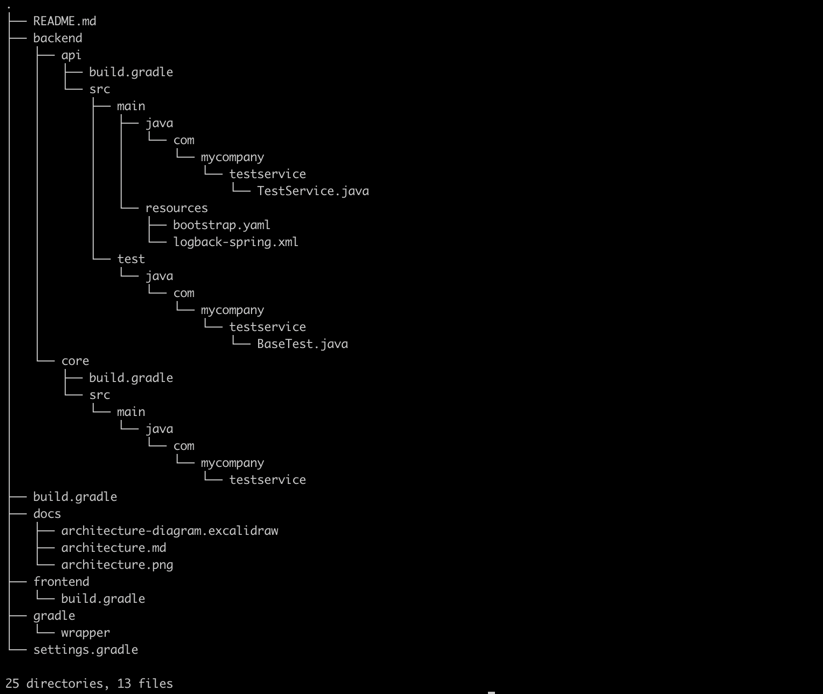 .
├── README.md
├── backend
│   ├── api
│   │   ├── build.gradle
│   │   └── src
│   │       ├── main
│   │       │   ├── java
│   │       │   │   └── com
│   │       │   │       └── mycompany
│   │       │   │           └── testservice
│   │       │   │               └── TestService.java
│   │       │   └── resources
│   │       │       ├── bootstrap.yaml
│   │       │       └── logback-spring.xml
│   │       └── test
│   │           └── java
│   │               └── com
│   │                   └── mycompany
│   │                       └── testservice
│   │                           └── BaseTest.java
│   └── core
│       ├── build.gradle
│       └── src
│           └── main
│               └── java
│                   └── com
│                       └── mycompany
│                           └── testservice
├── build.gradle
├── docs
│   ├── architecture-diagram.excalidraw
│   ├── architecture.md
│   └── architecture.png
├── frontend
│   └── build.gradle
├── gradle
│   └── wrapper
└── settings.gradle

25 directories, 13 files